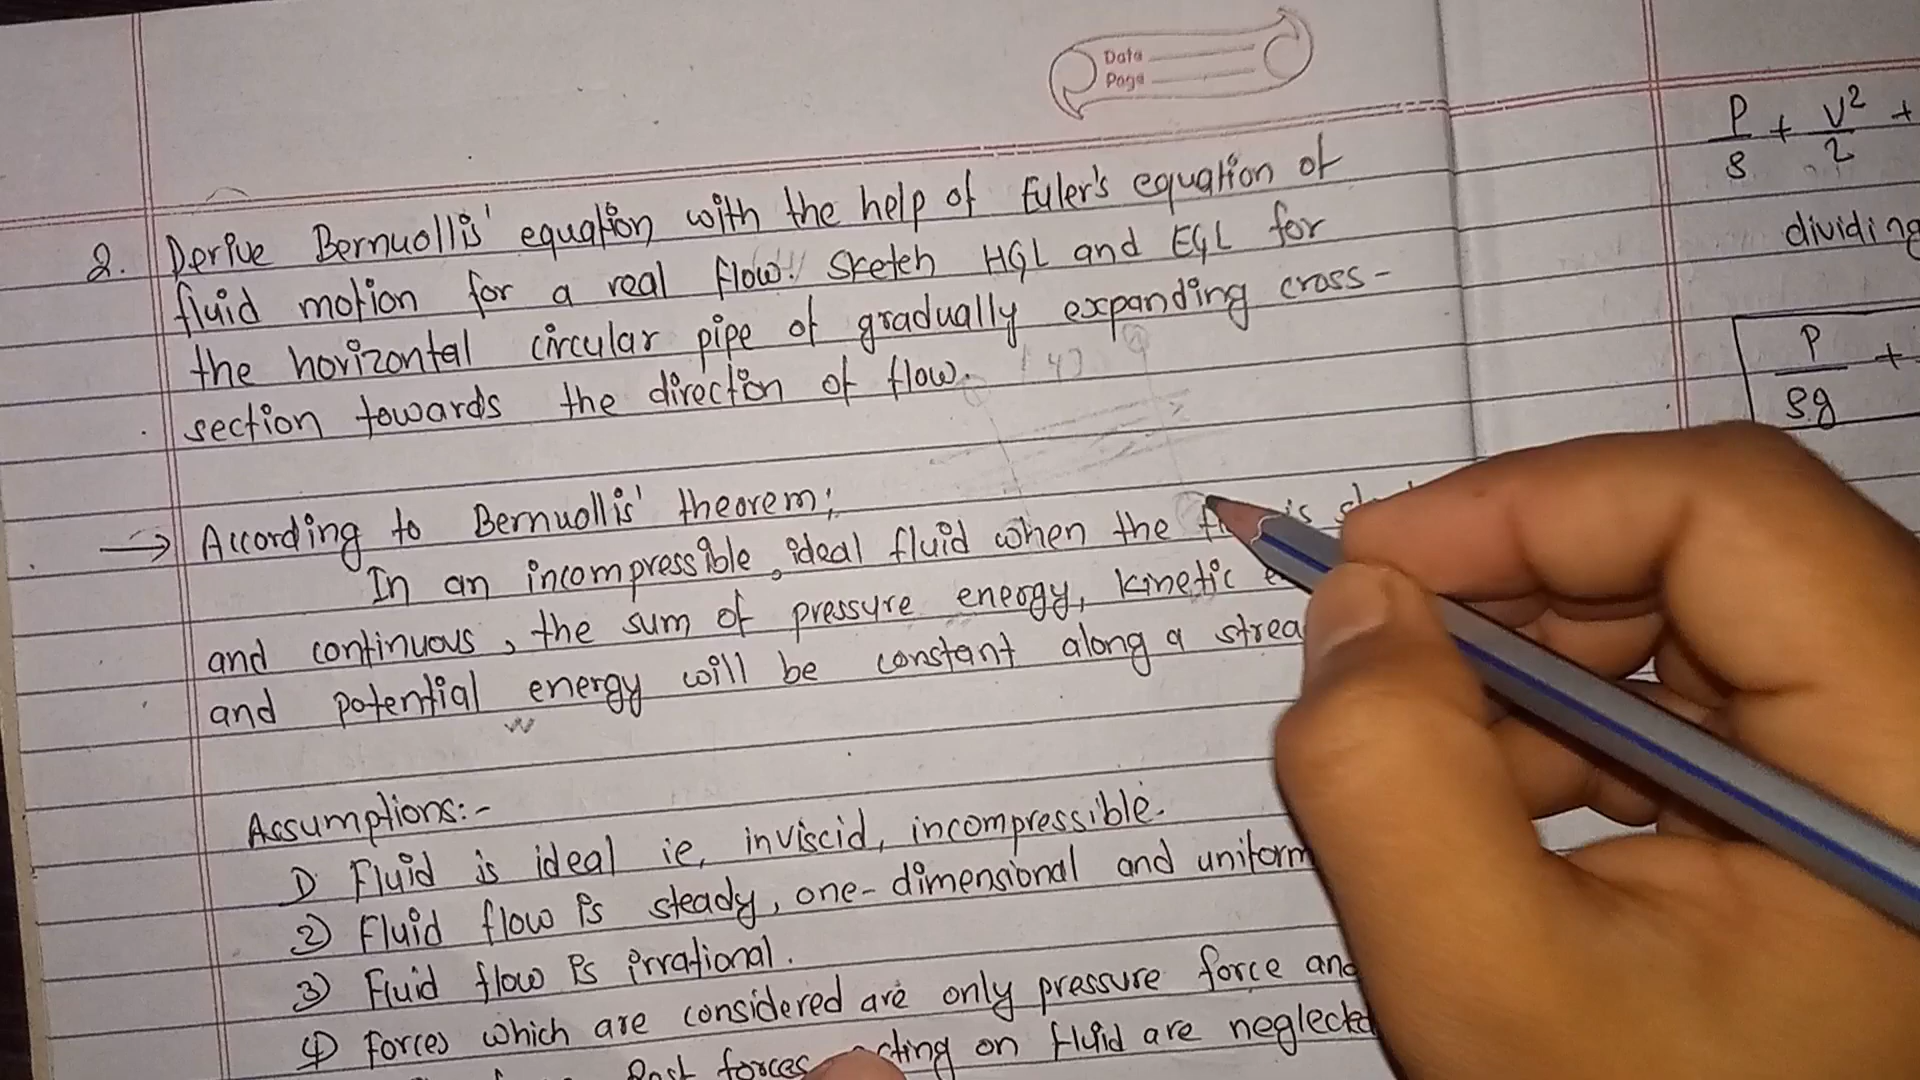 Data
Page
2. Derive Bernuollis' equation with the help of Euler's equation of
fluid motion for a real flow. Sketch HGL and EGL for
the horizontal circular pipe of gradually expanding cross-
section towards the direction of flow.
→ According to Bernuollis' theorem;
In an incompressible, ideal fluid when the is
and continuous, the sum of pressure energy, kinetic
and potential energy will be constant along a
Assumptions:-
1) Fluid is ideal ie, inviscid, incompressible.
2) Fluid flow is steady, one-dimensional and uniform
3) Fluid flow is irrational.
4) Forces which are considered are only pressure force and
forces acting on fluid are neglected
P/ρ + V²/2 +
dividing
P/ρg +